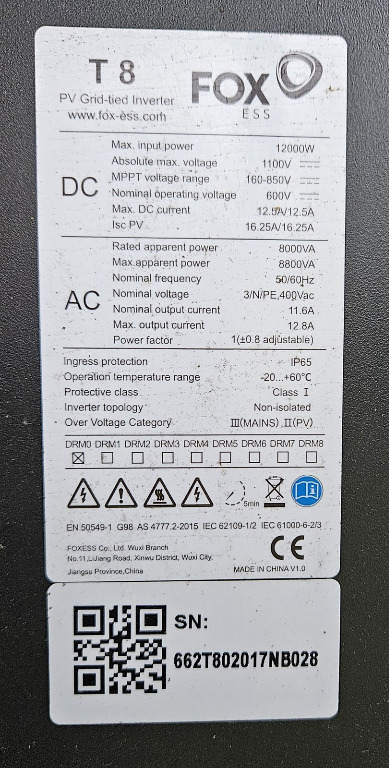 T 8
FOX
ESS
PV Grid-tied Inverter
www.fox-ess.com
DC
Max. input power 12000W
Absolute max. voltage 1100V
MPPT voltage range 160-850V
Nominal operating voltage 600V
Max. DC current 12.5A/12.5A
Isc PV 16.25A/16.25A
AC
Rated apparent power 8000VA
Max.apparent power 8800VA
Nominal frequency 50/60Hz
Nominal voltage 3/N/PE,400Vac
Nominal output current 11.6A
Max. output current 12.8A
Power factor 1(±0.8 adjustable)
Ingress protection IP65
Operation temperature range -20...+60℃
Protective class Class I
Inverter topology Non-isolated
Over Voltage Category III(MAINS),II(PV)
DRM0 DRM1 DRM2 DRM3 DRM4 DRM5 DRM6 DRM7 DRM8
5min
EN 50549-1 G98 AS 4777.2-2015 IEC 62109-1/2 IEC 61000-6-2/3
FOXESS Co., Ltd. Wuxi Branch
No.11,LiJiang Road, Xinwu District, Wuxi City,
Jiangsu Province,China
CE
MADE IN CHINA V1.0
SN:
662T802017NB028